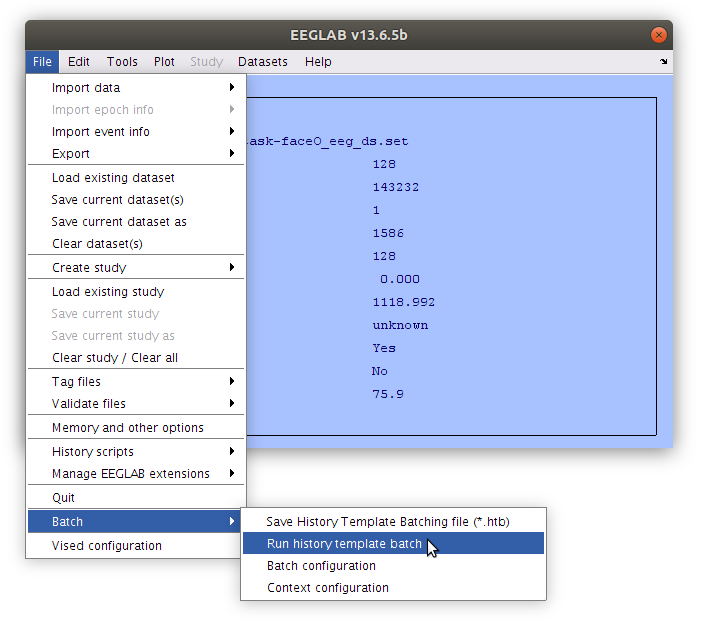 EEGLAB v13.6.5b
File Edit Tools Plot Study Datasets Help
Import data
Import epoch info
Import event info
Export
ask-faceO_eeg_ds.set
128
Load existing dataset
143232
Save current dataset(s)
1
Save current dataset as
1586
Clear dataset(s)
128
Create study
0.000
Load existing study
1118.992
Save current study
unknown
Save current study as
Yes
Clear study / Clear all
No
Tag files
75.9
Validate files
Memory and other options
History scripts
Manage EEGLAB extensions
Quit
Batch
Vised configuration
Save History Template Batching file (*.htb)
Run history template batch
Batch configuration
Context configuration